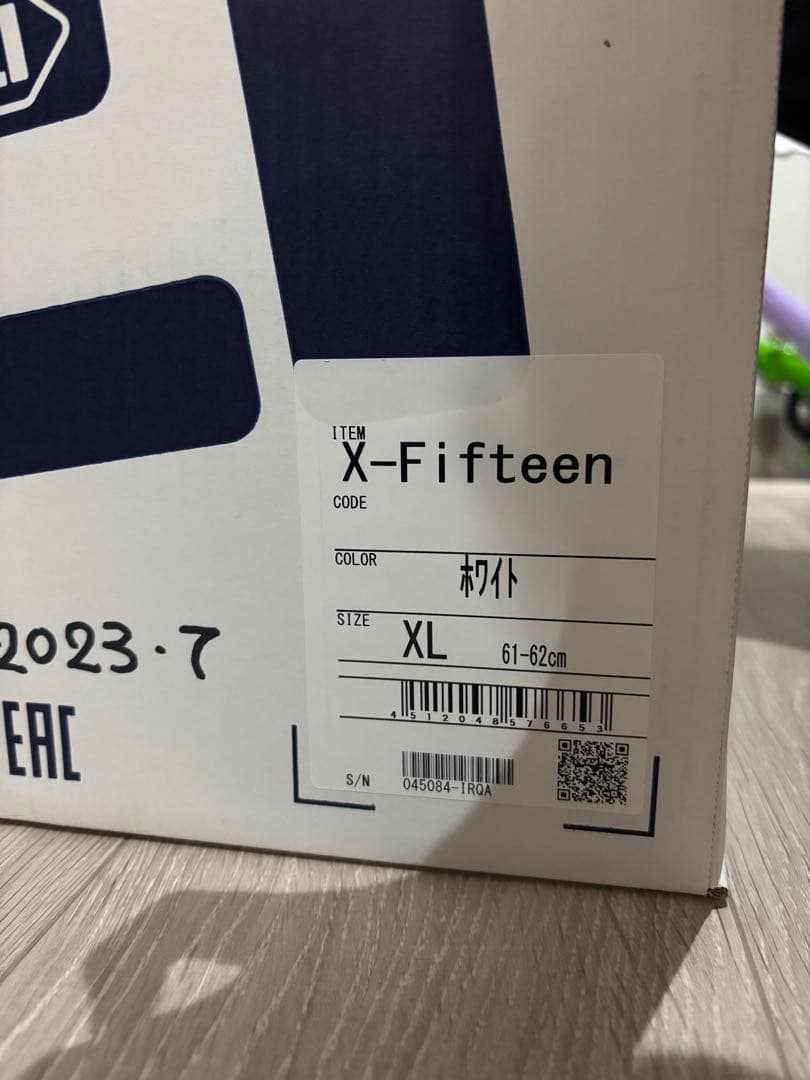 ITEM
X-Fifteen
CODE
COLOR ホワイト
SIZE XL 61-62cm
4512048576653
S/N 045084-IRQA
2023・7
EAC